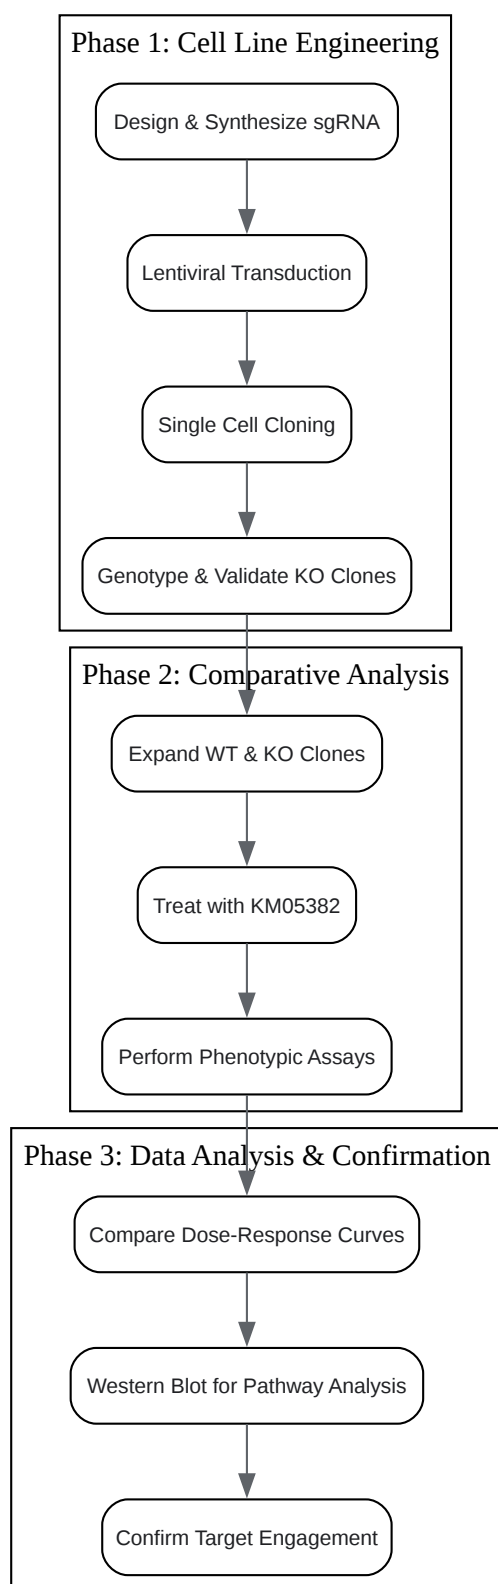 Phase 1: Cell Line Engineering
Design & Synthesize sgRNA
Lentiviral Transduction
Single Cell Cloning
Genotype & Validate KO Clones
Phase 2: Comparative Analysis
Expand WT & KO Clones
Treat with KM05382
Perform Phenotypic Assays
Phase 3: Data Analysis & Confirmation
Compare Dose-Response Curves
Western Blot for Pathway Analysis
Confirm Target Engagement